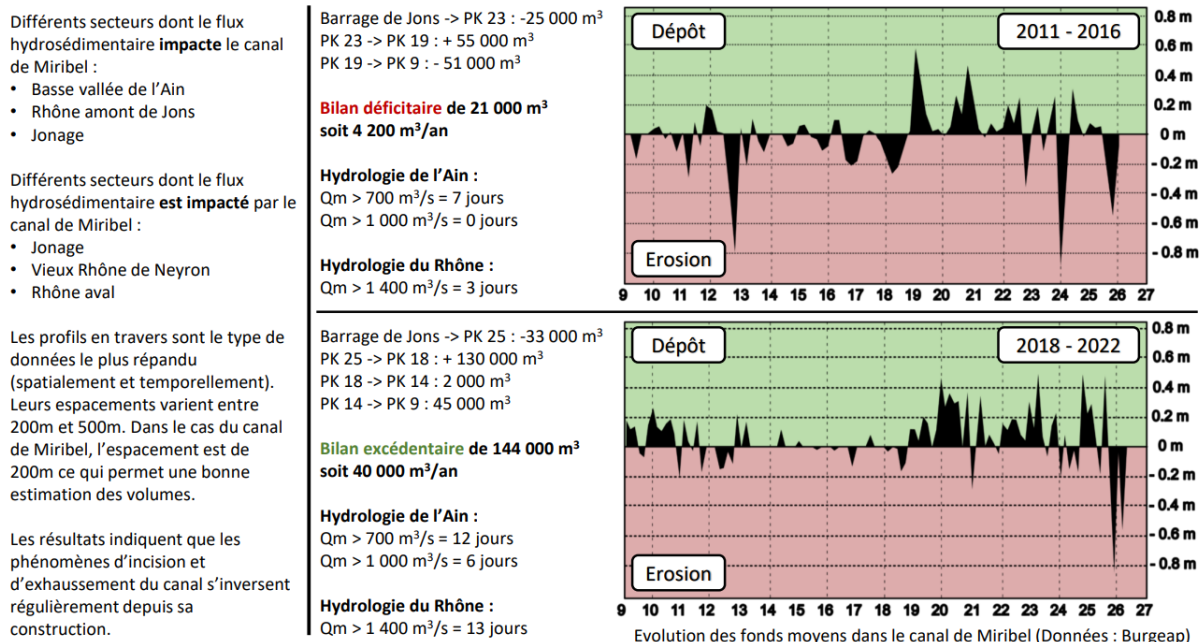 Différents secteurs dont le flux
hydrosédimentaire impacte le canal
de Miribel :
• Basse vallée de l’Ain
• Rhône amont de Jons
• Jonage
Différents secteurs dont le flux
hydrosédimentaire est impacté par le
canal de Miribel :
• Jonage
• Vieux Rhône de Neyron
• Rhône aval
Les profils en travers sont le type de
données le plus répandu
(spatialement et temporellement).
Leurs espacements varient entre
200m et 500m. Dans le cas du canal
de Miribel, l’espacement est de
200m ce qui permet une bonne
estimation des volumes.
Les résultats indiquent que les
phénomènes d’incision et
d’exhaussement du canal s’inversent
régulièrement depuis sa
construction.
Barrage de Jons -> PK 23 : -25 000 m³
PK 23 -> PK 19 : + 55 000 m³
PK 19 -> PK 9 : - 51 000 m³
Bilan déficitaire de 21 000 m³
soit 4 200 m³/an
Hydrologie de l’Ain :
Qm > 700 m³/s = 7 jours
Qm > 1 000 m³/s = 0 jours
Hydrologie du Rhône :
Qm > 1 400 m³/s = 3 jours
Dépôt
2011 - 2016
Erosion
0.8 m
0.6 m
0.4 m
0.2 m
0 m
- 0.2 m
- 0.4 m
- 0.6 m
- 0.8 m
9 10 11 12 13 14 15 16 17 18 19 20 21 22 23 24 25 26 27
Barrage de Jons -> PK 25 : -33 000 m³
PK 25 -> PK 18 : + 130 000 m³
PK 18 -> PK 14 : 2 000 m³
PK 14 -> PK 9 : 45 000 m³
Bilan excédentaire de 144 000 m³
soit 40 000 m³/an
Hydrologie de l’Ain :
Qm > 700 m³/s = 12 jours
Qm > 1 000 m³/s = 6 jours
Hydrologie du Rhône :
Qm > 1 400 m³/s = 13 jours
Dépôt
2018 - 2022
Erosion
0.8 m
0.6 m
0.4 m
0.2 m
0 m
- 0.2 m
- 0.4 m
- 0.6 m
- 0.8 m
9 10 11 12 13 14 15 16 17 18 19 20 21 22 23 24 25 26 27
Evolution des fonds moyens dans le canal de Miribel (Données : Burgeap)